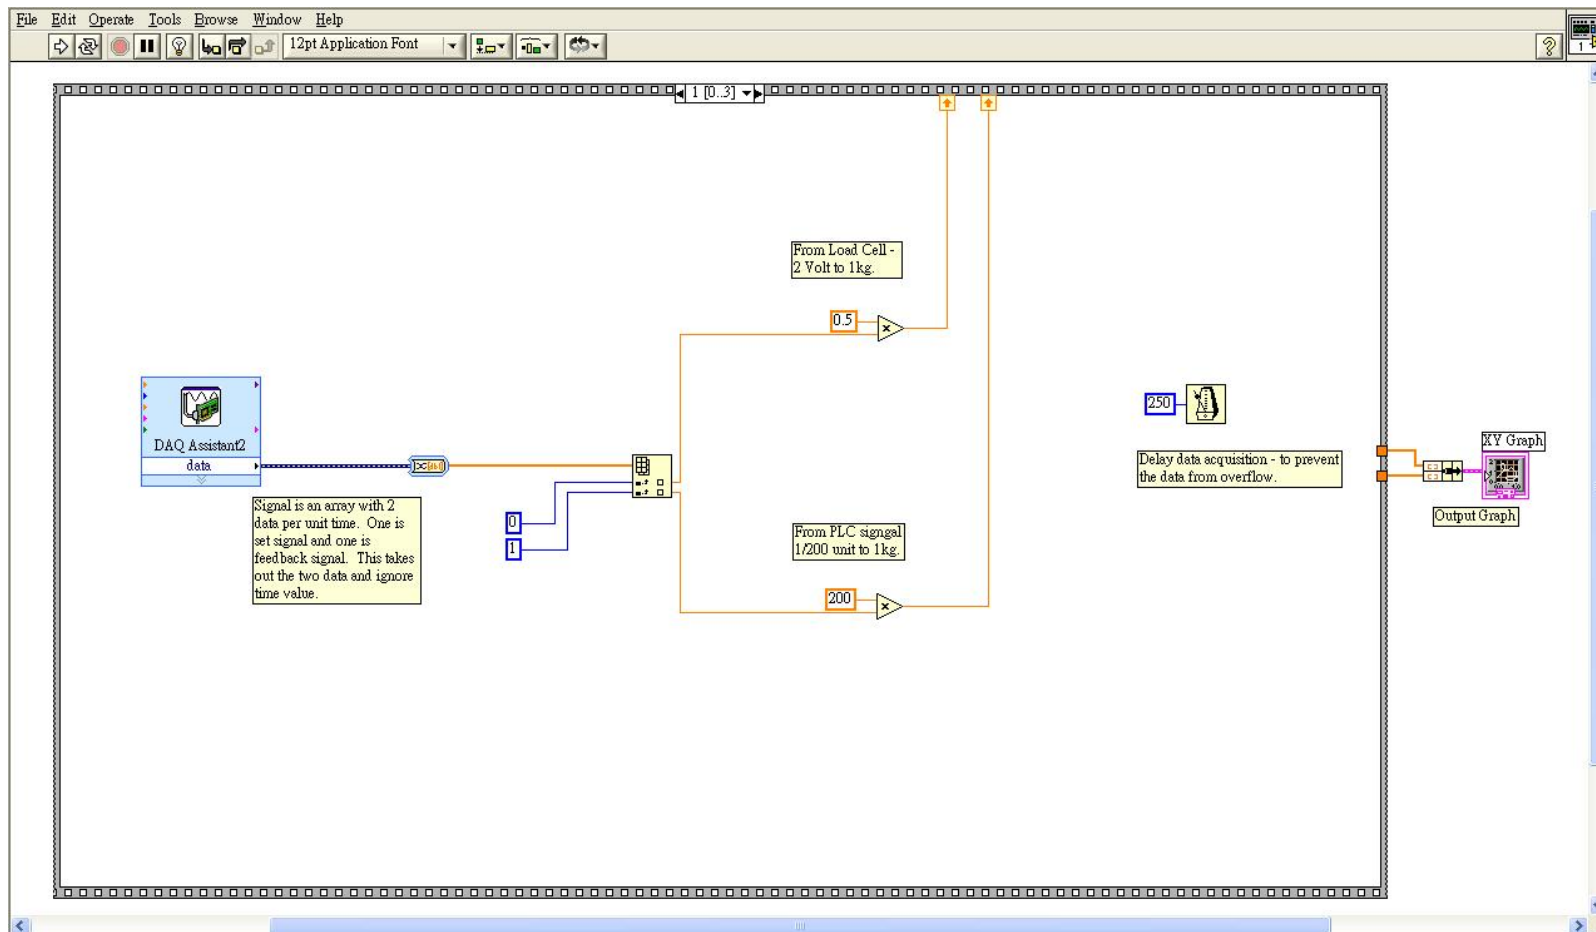 File Edit Operate Tools Browse Window Help
12pt Application Font
1
1 [0..3]
From Load Cell -
2 Volt to 1kg.
0.5
DAQ Assistant2
data
250
XY Graph
Delay data acquisition - to prevent
the data from overflow.
Output Graph
Signal is an array with 2
data per unit time. One is
set signal and one is
feedback signal. This takes
out the two data and ignore
time value.
0
1
From PLC signgal
1/200 unit to 1kg.
200